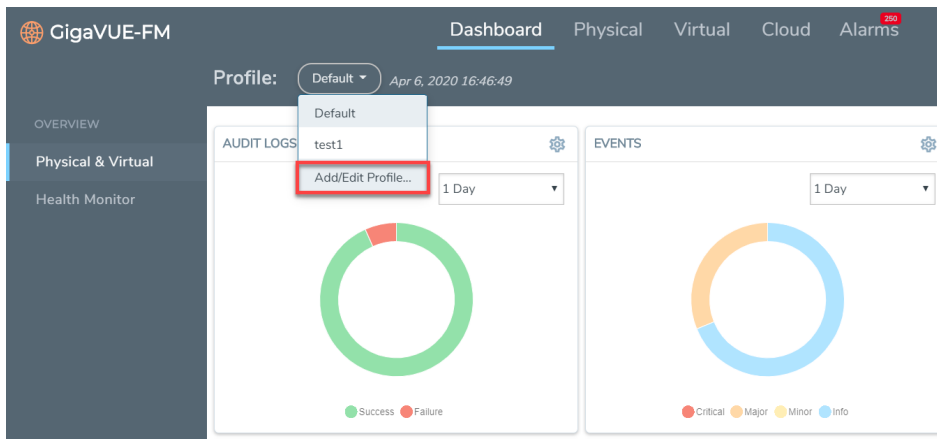 GigaVUE-FM
Dashboard Physical Virtual Cloud Alarms 250
Profile: Default Apr 6, 2020 16:46:49
Default
test1
Add/Edit Profile...
OVERVIEW
Physical & Virtual
Health Monitor
AUDIT LOGS
1 Day
Success Failure
EVENTS
1 Day
Critical Major Minor Info